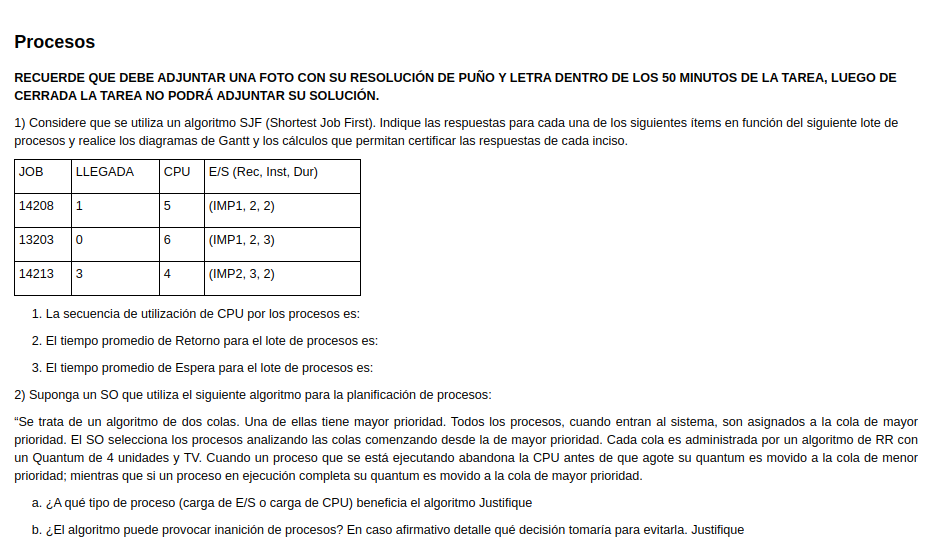 Procesos
RECUERDE QUE DEBE ADJUNTAR UNA FOTO CON SU RESOLUCIÓN DE PUÑO Y LETRA DENTRO DE LOS 50 MINUTOS DE LA TAREA, LUEGO DE
CERRADA LA TAREA NO PODRÁ ADJUNTAR SU SOLUCIÓN.
1) Considere que se utiliza un algoritmo SJF (Shortest Job First). Indique las respuestas para cada una de los siguientes ítems en función del siguiente lote de
procesos y realice los diagramas de Gantt y los cálculos que permitan certificar las respuestas de cada inciso.
JOB LLEGADA CPU E/S (Rec, Inst, Dur)
14208 1 5 (IMP1, 2, 2)
13203 0 6 (IMP1, 2, 3)
14213 3 4 (IMP2, 3, 2)
1. La secuencia de utilización de CPU por los procesos es:
2. El tiempo promedio de Retorno para el lote de procesos es:
3. El tiempo promedio de Espera para el lote de procesos es:
2) Suponga un SO que utiliza el siguiente algoritmo para la planificación de procesos:
“Se trata de un algoritmo de dos colas. Una de ellas tiene mayor prioridad. Todos los procesos, cuando entran al sistema, son asignados a la cola de mayor
prioridad. El SO selecciona los procesos analizando las colas comenzando desde la de mayor prioridad. Cada cola es administrada por un algoritmo de RR con
un Quantum de 4 unidades y TV. Cuando un proceso que se está ejecutando abandona la CPU antes de que agote su quantum es movido a la cola de menor
prioridad; mientras que si un proceso en ejecución completa su quantum es movido a la cola de mayor prioridad.
a. ¿A qué tipo de proceso (carga de E/S o carga de CPU) beneficia el algoritmo Justifique
b. ¿El algoritmo puede provocar inanición de procesos? En caso afirmativo detalle qué decisión tomaría para evitarla. Justifique